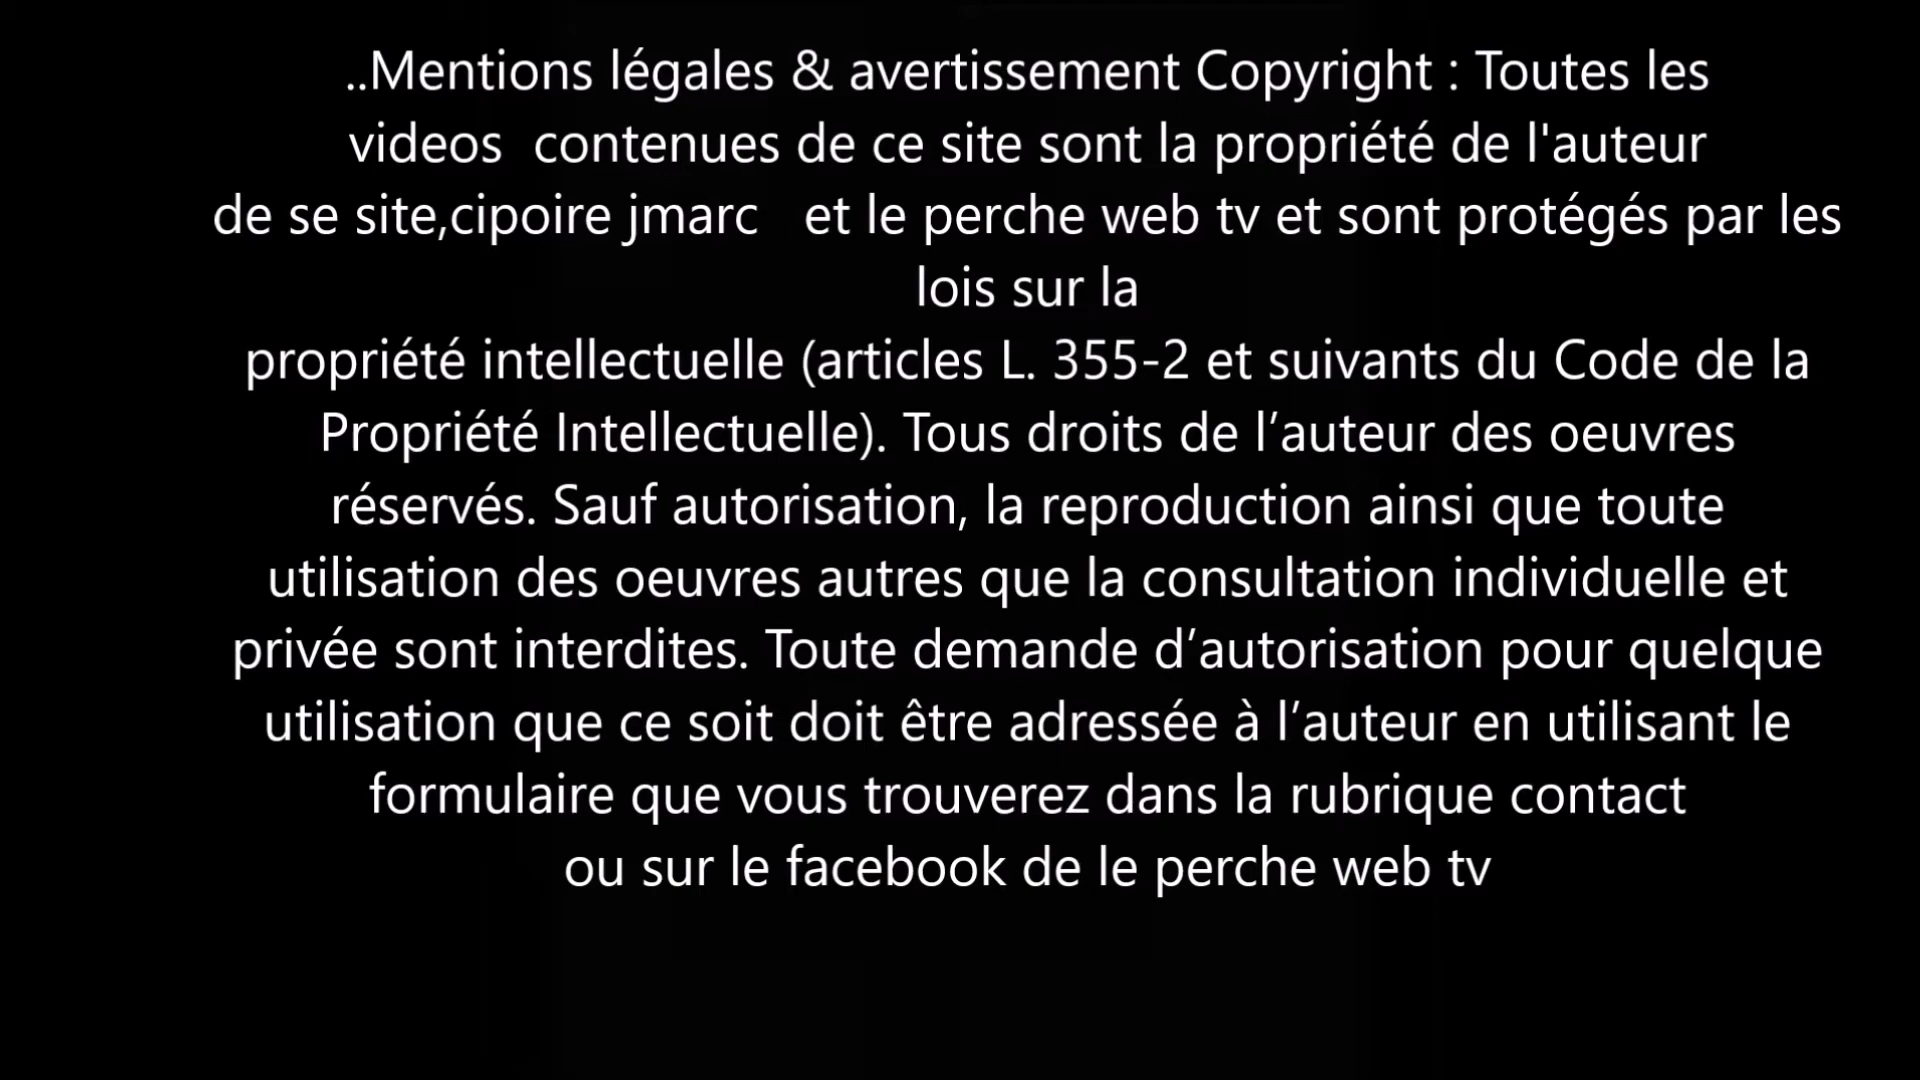 ..Mentions légales & avertissement Copyright : Toutes les
videos  contenues de ce site sont la propriété de l'auteur
de se site,cipoire jmarc   et le perche web tv et sont protégés par les
lois sur la
propriété intellectuelle (articles L. 355-2 et suivants du Code de la
Propriété Intellectuelle). Tous droits de l’auteur des oeuvres
réservés. Sauf autorisation, la reproduction ainsi que toute
utilisation des oeuvres autres que la consultation individuelle et
privée sont interdites. Toute demande d’autorisation pour quelque
utilisation que ce soit doit être adressée à l’auteur en utilisant le
formulaire que vous trouverez dans la rubrique contact
ou sur le facebook de le perche web tv